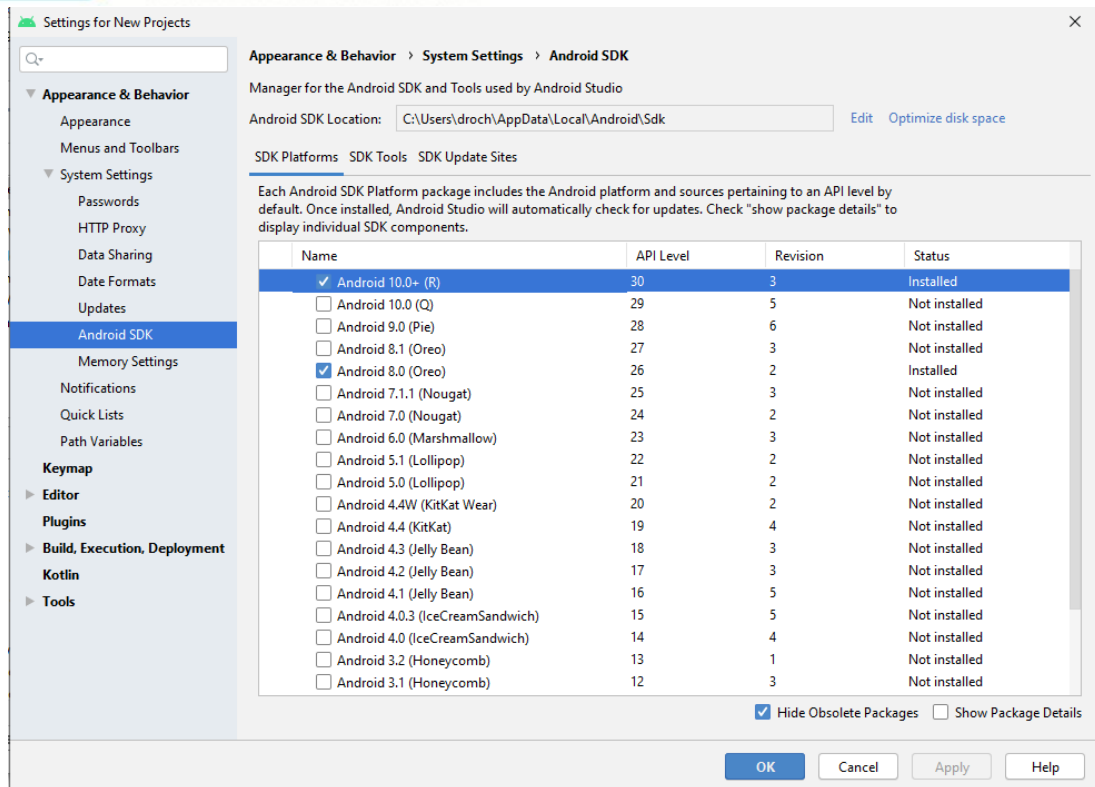 Settings for New Projects
Appearance & Behavior
Appearance
Menus and Toolbars
System Settings
Passwords
HTTP Proxy
Data Sharing
Date Formats
Updates
Android SDK
Memory Settings
Notifications
Quick Lists
Path Variables
Keymap
Editor
Plugins
Build, Execution, Deployment
Kotlin
Tools
Appearance & Behavior > System Settings > Android SDK
Manager for the Android SDK and Tools used by Android Studio
Android SDK Location: C:\Users\droch\AppData\Local\Android\Sdk Edit Optimize disk space
SDK Platforms SDK Tools SDK Update Sites
Each Android SDK Platform package includes the Android platform and sources pertaining to an API level by
default. Once installed, Android Studio will automatically check for updates. Check "show package details" to
display individual SDK components.
Name API Level Revision Status
Android 10.0+ (R) 30 3 Installed
Android 10.0 (Q) 29 5 Not installed
Android 9.0 (Pie) 28 6 Not installed
Android 8.1 (Oreo) 27 3 Not installed
Android 8.0 (Oreo) 26 2 Installed
Android 7.1.1 (Nougat) 25 3 Not installed
Android 7.0 (Nougat) 24 2 Not installed
Android 6.0 (Marshmallow) 23 3 Not installed
Android 5.1 (Lollipop) 22 2 Not installed
Android 5.0 (Lollipop) 21 2 Not installed
Android 4.4W (KitKat Wear) 20 2 Not installed
Android 4.4 (KitKat) 19 4 Not installed
Android 4.3 (Jelly Bean) 18 3 Not installed
Android 4.2 (Jelly Bean) 17 3 Not installed
Android 4.1 (Jelly Bean) 16 5 Not installed
Android 4.0.3 (IceCreamSandwich) 15 5 Not installed
Android 4.0 (IceCreamSandwich) 14 4 Not installed
Android 3.2 (Honeycomb) 13 1 Not installed
Android 3.1 (Honeycomb) 12 3 Not installed
Hide Obsolete Packages Show Package Details
OK Cancel Apply Help